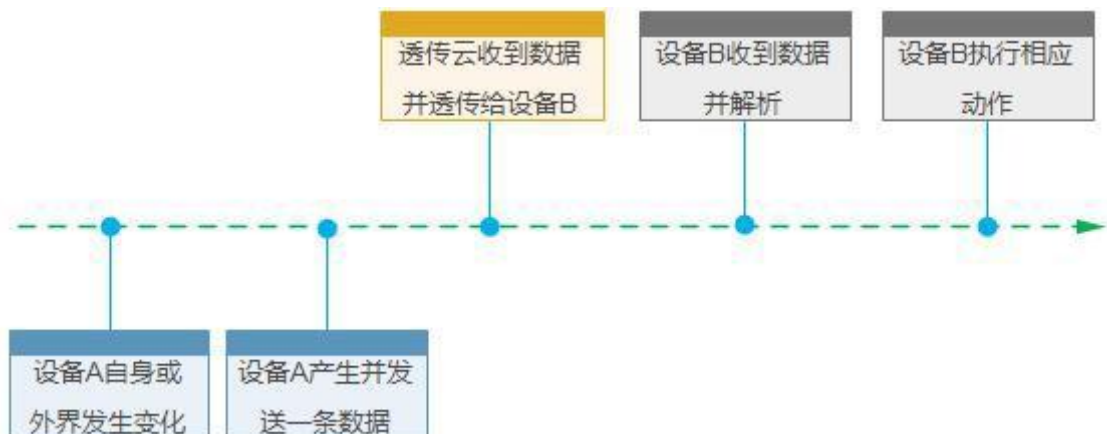 透传云收到数据
并透传给设备B
设备B收到数据
并解析
设备B执行相应
动作
设备A自身或
外界发生变化
设备A产生并发
送一条数据